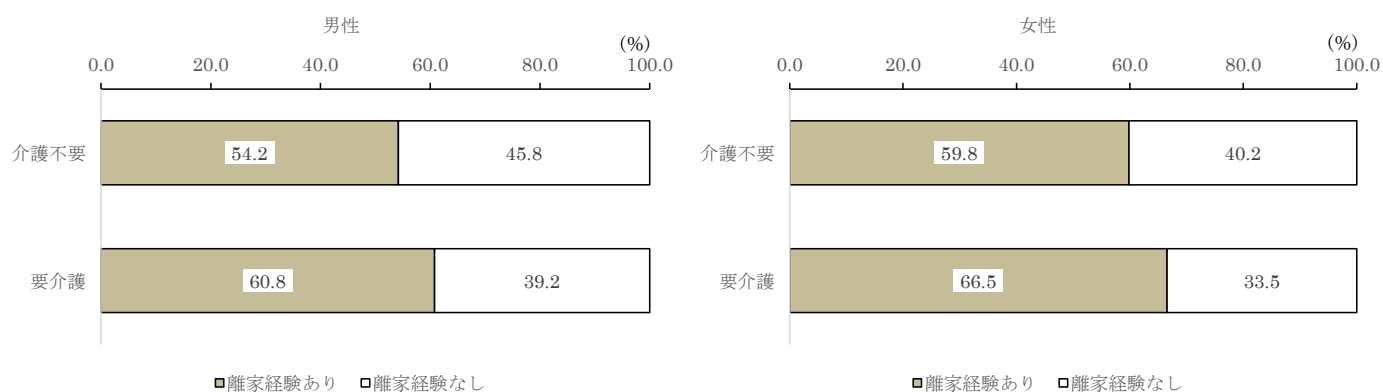 男性
(%)
0.0 20.0 40.0 60.0 80.0 100.0
介護不要 54.2 45.8
要介護 60.8 39.2
■離家経験あり □離家経験なし
女性
(%)
0.0 20.0 40.0 60.0 80.0 100.0
介護不要 59.8 40.2
要介護 66.5 33.5
■離家経験あり □離家経験なし